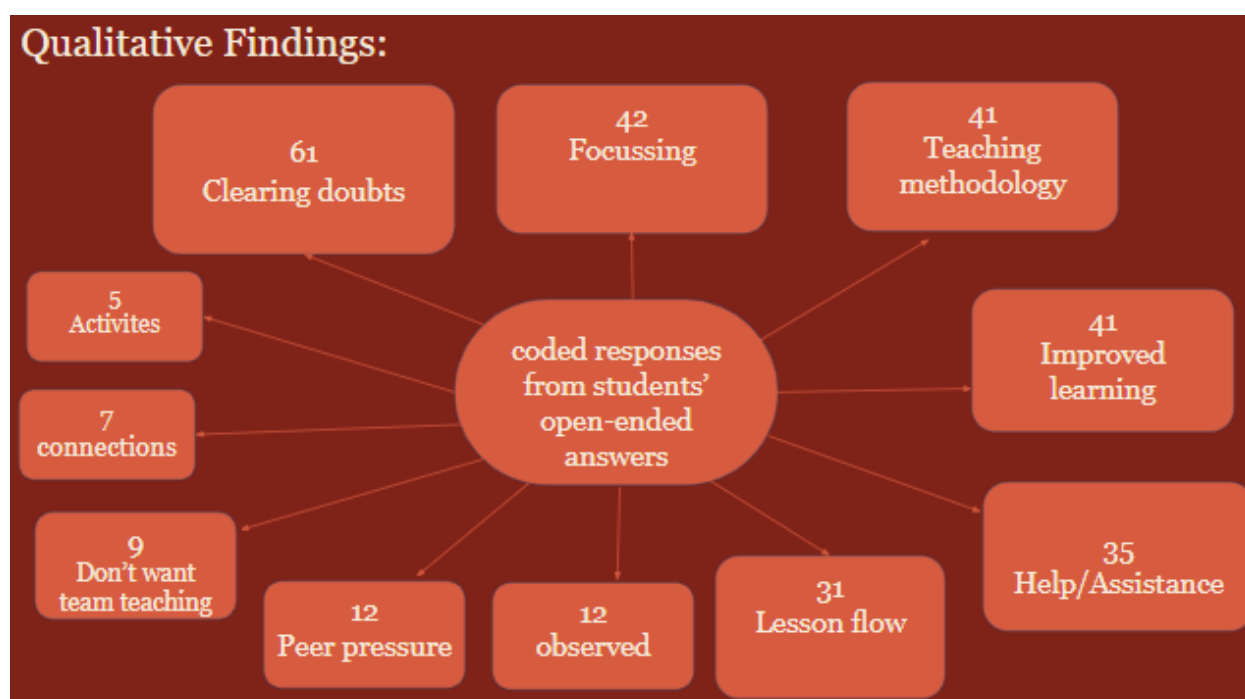 Qualitative Findings:
61
Clearing doubts
42
Focussing
41
Teaching
methodology
5
Activites
coded responses
from students’
open-ended
answers
41
Improved
learning
7
connections
9
Don’t want
team teaching
12
Peer pressure
12
observed
31
Lesson flow
35
Help/Assistance